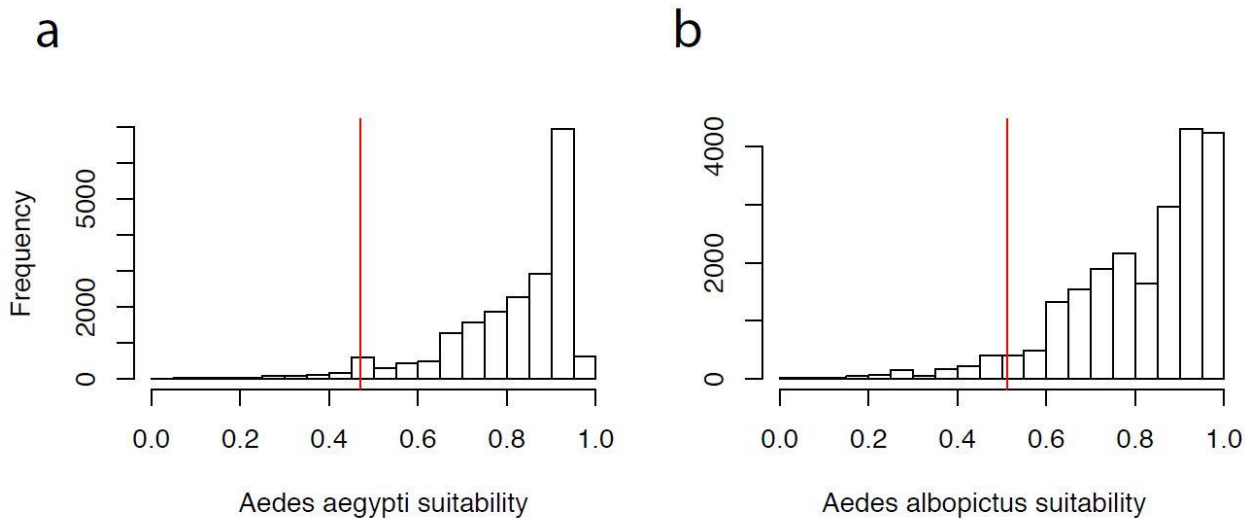 a
Frequency
5000
2000
0
0.0 0.2 0.4 0.6 0.8 1.0
Aedes aegypti suitability
b
4000
2000
0
0.0 0.2 0.4 0.6 0.8 1.0
Aedes albopictus suitability